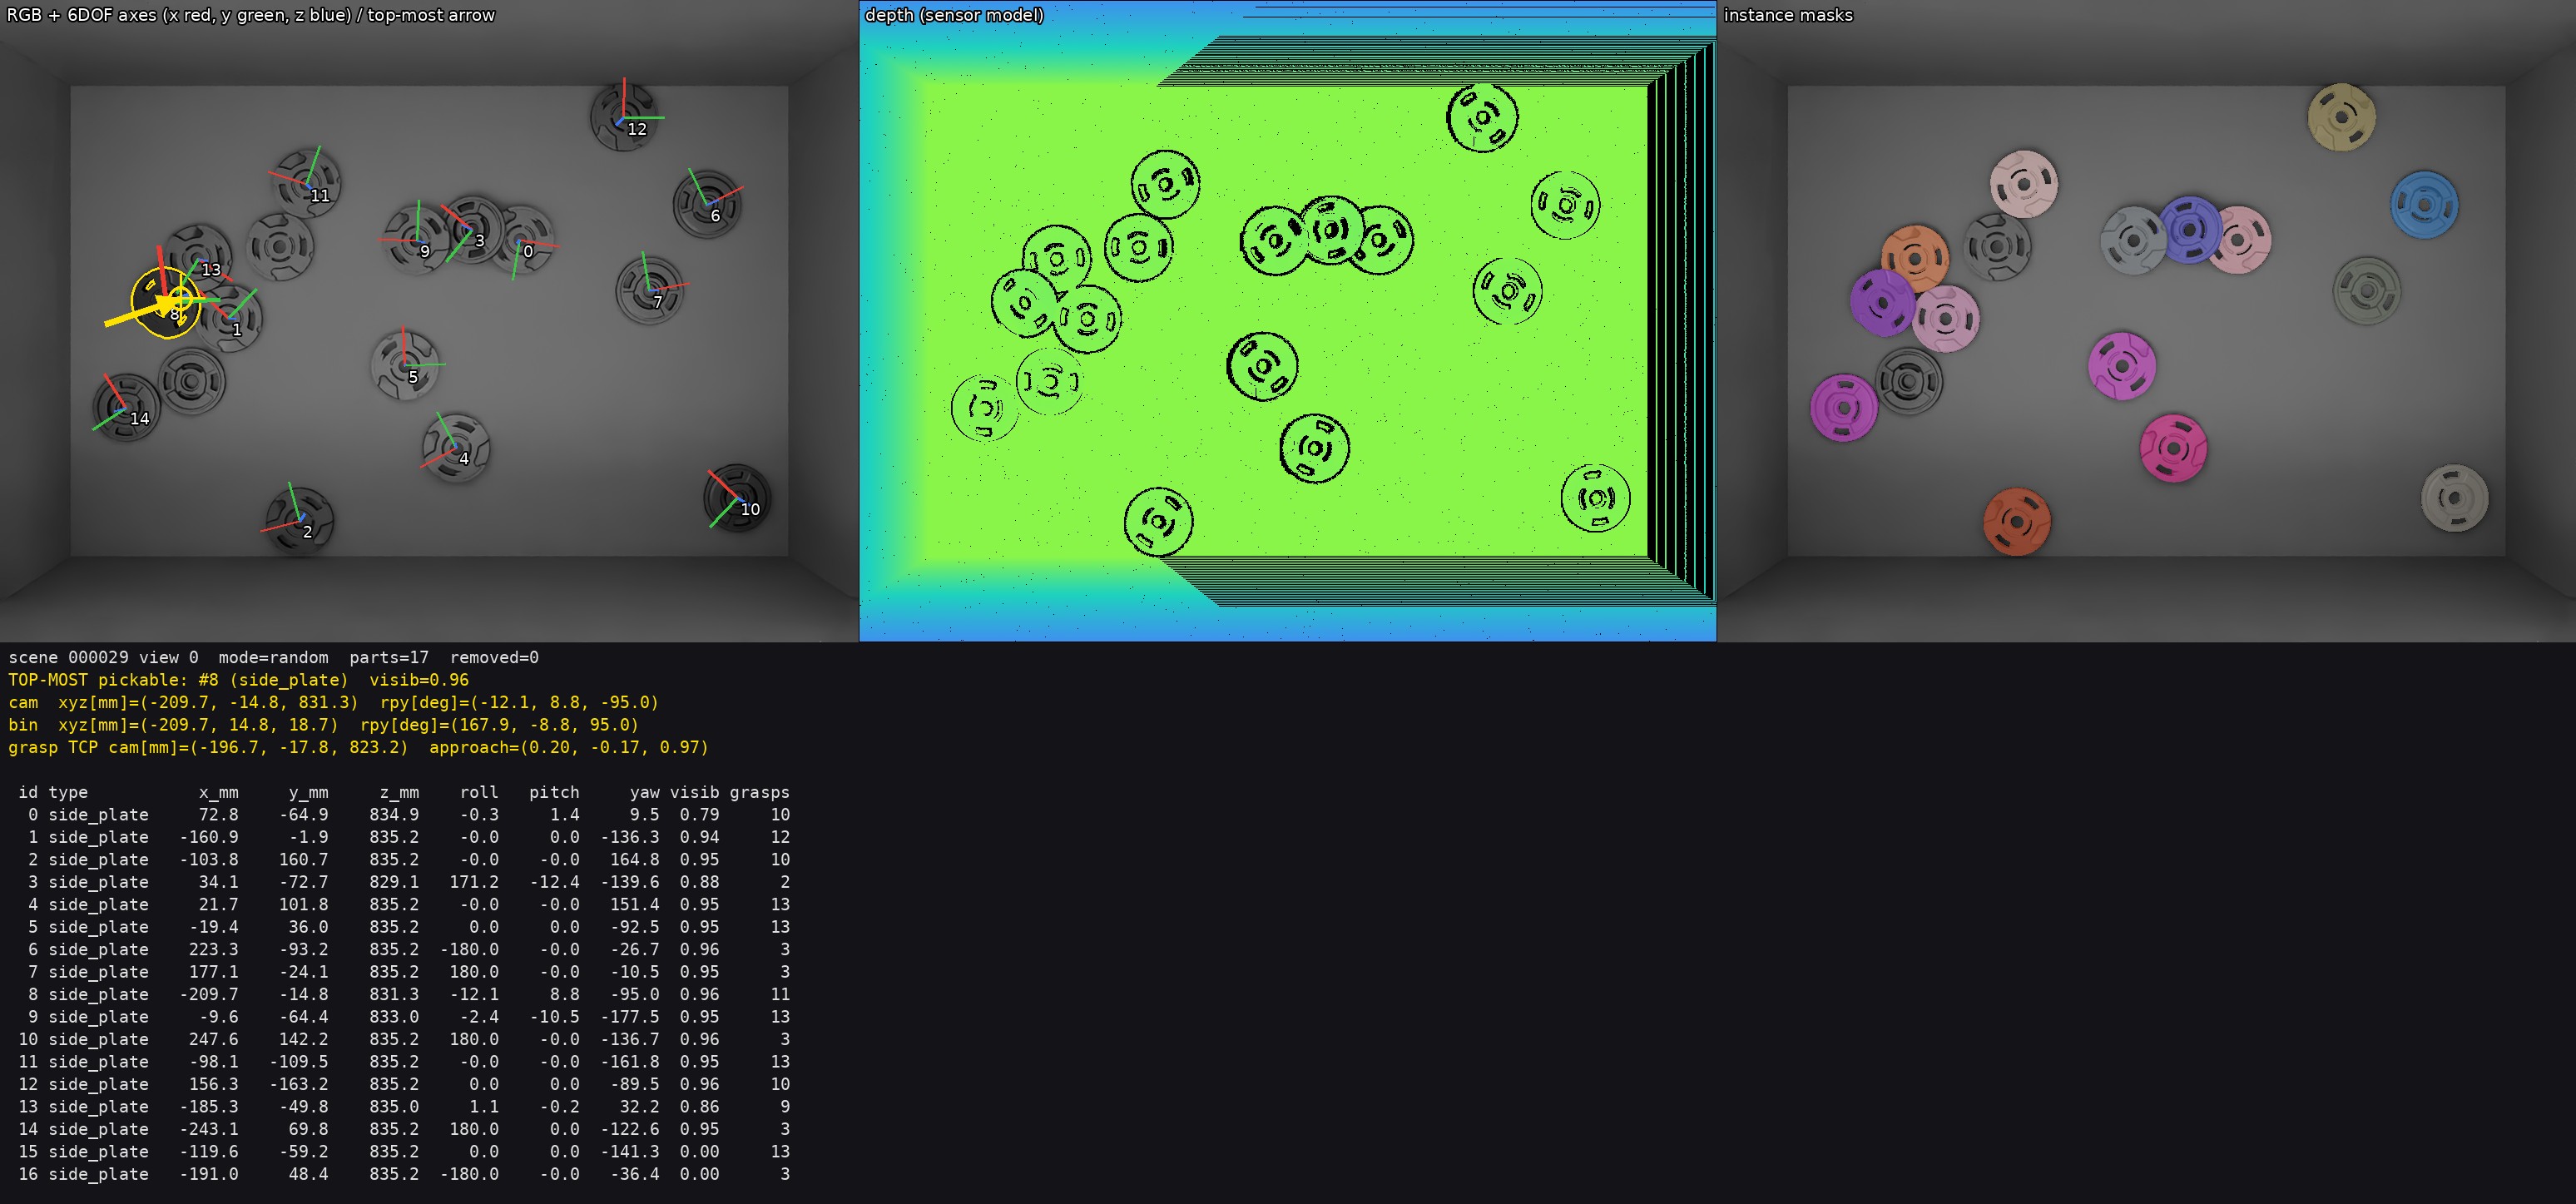 RGB + 6DOF axes (x red, y green, z blue) / top-most arrow
depth (sensor model)
instance masks
12
11
6
13
9
3
0
8
1
7
5
14
4
10
2
scene 000029 view 0  mode=random  parts=17  removed=0
TOP-MOST pickable: #8 (side_plate)  visib=0.96
cam  xyz[mm]=(-209.7, -14.8, 831.3)  rpy[deg]=(-12.1, 8.8, -95.0)
bin  xyz[mm]=(-209.7, 14.8, 18.7)  rpy[deg]=(167.9, -8.8, 95.0)
grasp TCP cam[mm]=(-196.7, -17.8, 823.2)  approach=(0.20, -0.17, 0.97)
id type x_mm y_mm z_mm roll pitch yaw visib grasps
0 side_plate 72.8 -64.9 834.9 -0.3 1.4 9.5 0.79 10
1 side_plate -160.9 -1.9 835.2 -0.0 0.0 -136.3 0.94 12
2 side_plate -103.8 160.7 835.2 -0.0 -0.0 164.8 0.95 10
3 side_plate 34.1 -72.7 829.1 171.2 -12.4 -139.6 0.88 2
4 side_plate 21.7 101.8 835.2 -0.0 -0.0 151.4 0.95 13
5 side_plate -19.4 36.0 835.2 0.0 0.0 -92.5 0.95 13
6 side_plate 223.3 -93.2 835.2 -180.0 -0.0 -26.7 0.96 3
7 side_plate 177.1 -24.1 835.2 180.0 -0.0 -10.5 0.95 3
8 side_plate -209.7 -14.8 831.3 -12.1 8.8 -95.0 0.96 11
9 side_plate -9.6 -64.4 833.0 -2.4 -10.5 -177.5 0.95 13
10 side_plate 247.6 142.2 835.2 180.0 -0.0 -136.7 0.96 3
11 side_plate -98.1 -109.5 835.2 -0.0 -0.0 -161.8 0.95 13
12 side_plate 156.3 -163.2 835.2 0.0 0.0 -89.5 0.96 10
13 side_plate -185.3 -49.8 835.0 1.1 -0.2 32.2 0.86 9
14 side_plate -243.1 69.8 835.2 180.0 0.0 -122.6 0.95 3
15 side_plate -119.6 -59.2 835.2 0.0 0.0 -141.3 0.00 13
16 side_plate -191.0 48.4 835.2 -180.0 -0.0 -36.4 0.00 3